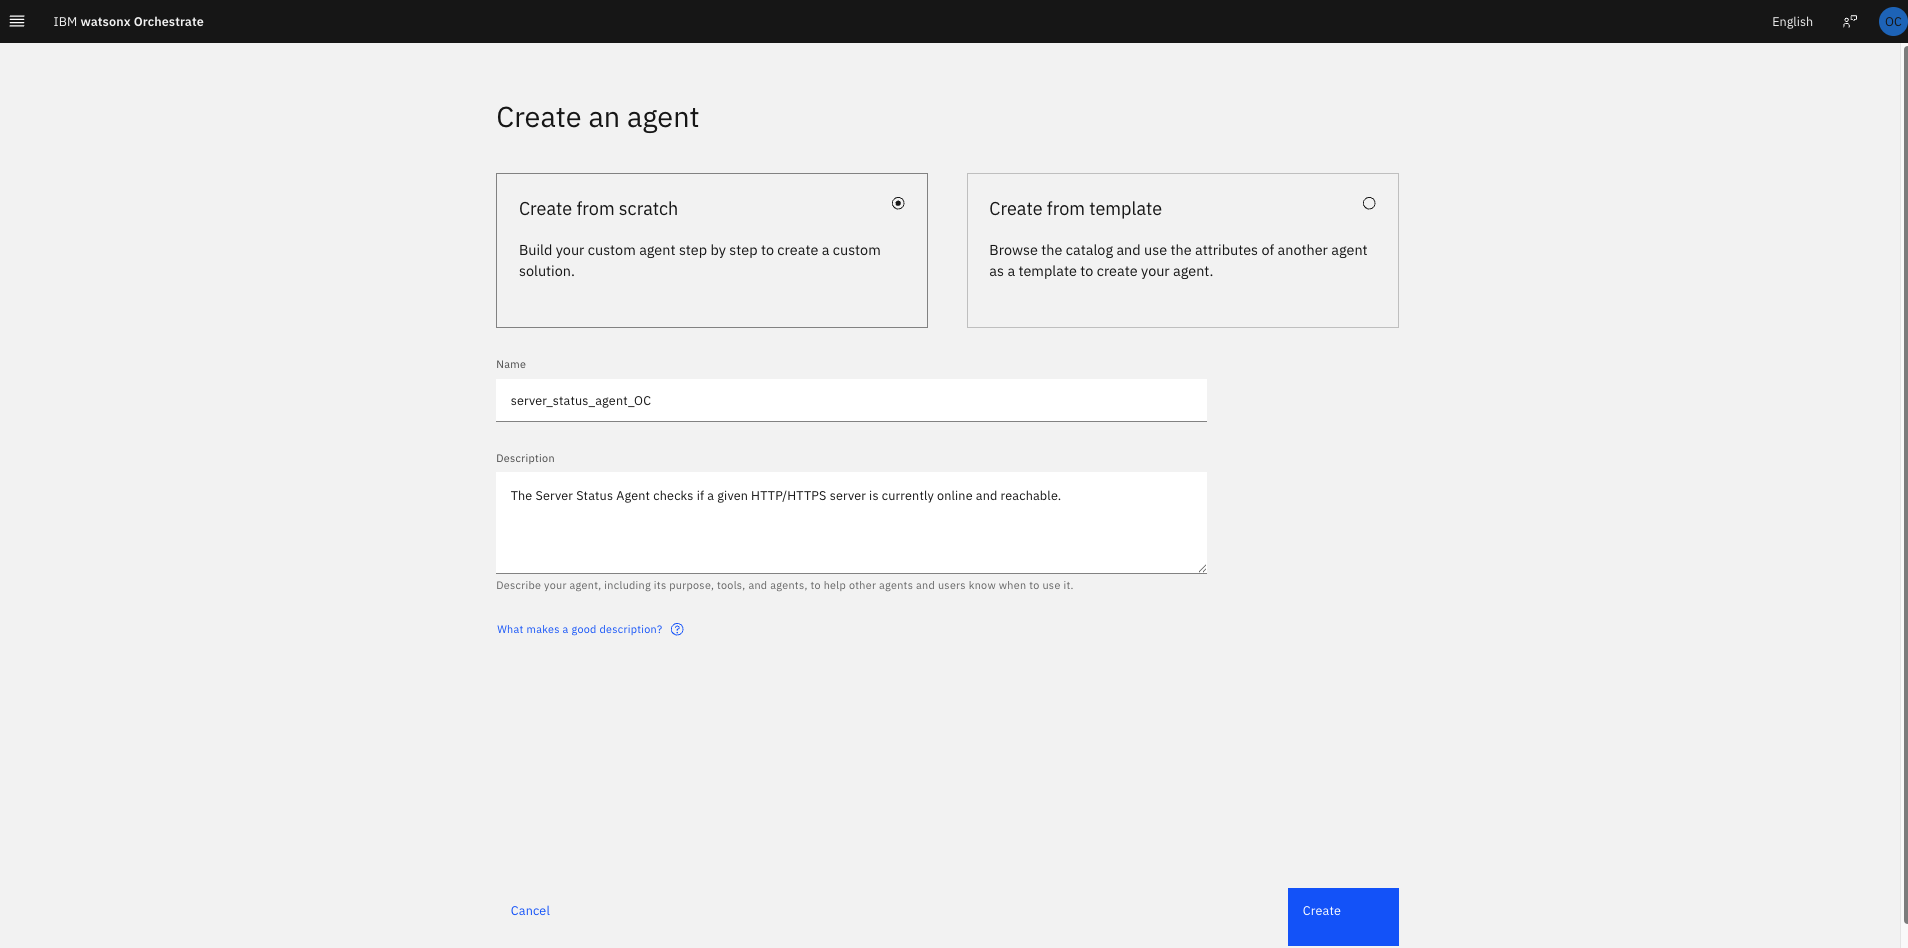 IBM watsonx Orchestrate
English
OC
Create an agent
Create from scratch
Build your custom agent step by step to create a custom
solution.
Create from template
Browse the catalog and use the attributes of another agent
as a template to create your agent.
Name
server_status_agent_OC
Description
The Server Status Agent checks if a given HTTP/HTTPS server is currently online and reachable.
Describe your agent, including its purpose, tools, and agents, to help other agents and users know when to use it.
What makes a good description?
Cancel
Create